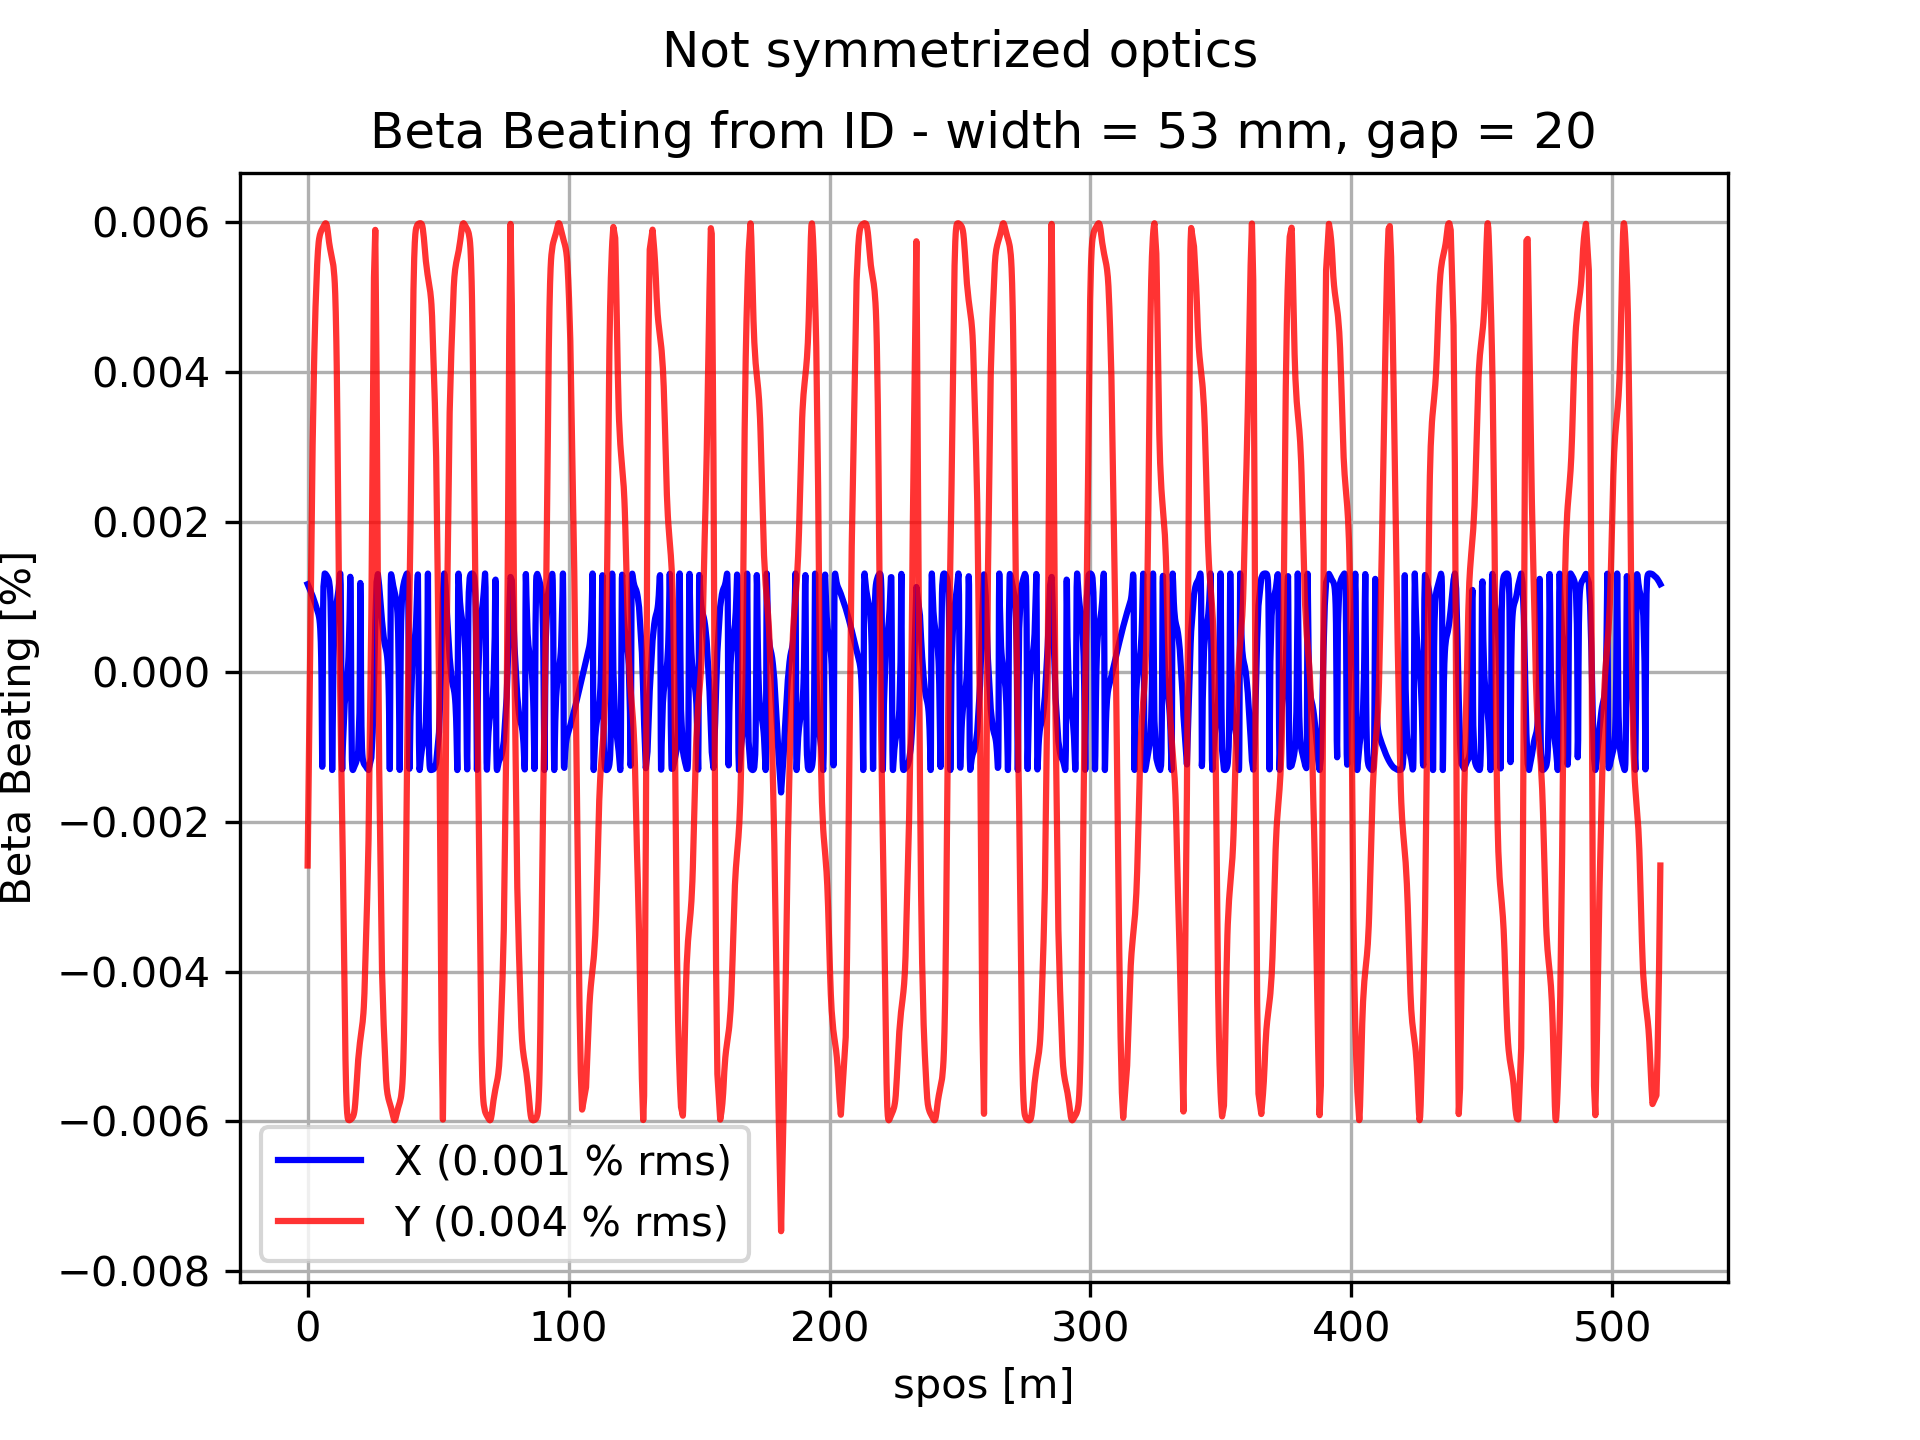 Not symmetrized optics
Beta Beating from ID - width = 53 mm, gap = 20
Beta Beating [%]
0.006
0.004
0.002
0.000
−0.002
−0.004
−0.006
−0.008
X (0.001 % rms)
Y (0.004 % rms)
0 100 200 300 400 500
spos [m]